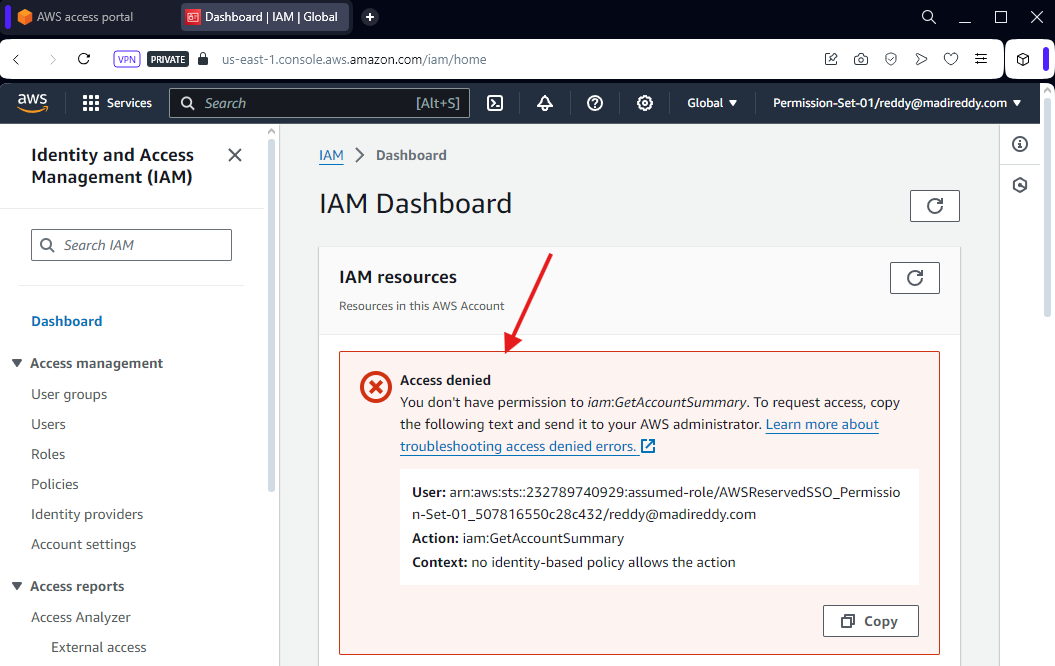 AWS access portal
Dashboard | IAM | Global
VPN
PRIVATE
us-east-1.console.aws.amazon.com/iam/home
aws
Services
Search
[Alt+S]
Global
Permission-Set-01/reddy@madireddy.com
Identity and Access
Management (IAM)
Search IAM
Dashboard
Access management
User groups
Users
Roles
Policies
Identity providers
Account settings
Access reports
Access Analyzer
External access
IAM
Dashboard
IAM Dashboard
IAM resources
Resources in this AWS Account
Access denied
You don't have permission to iam:GetAccountSummary. To request access, copy
the following text and send it to your AWS administrator. Learn more about
troubleshooting access denied errors.
User: arn:aws:sts::232789740929:assumed-role/AWSReservedSSO_Permissio
n-Set-01_507816550c28c432/reddy@madireddy.com
Action: iam:GetAccountSummary
Context: no identity-based policy allows the action
Copy